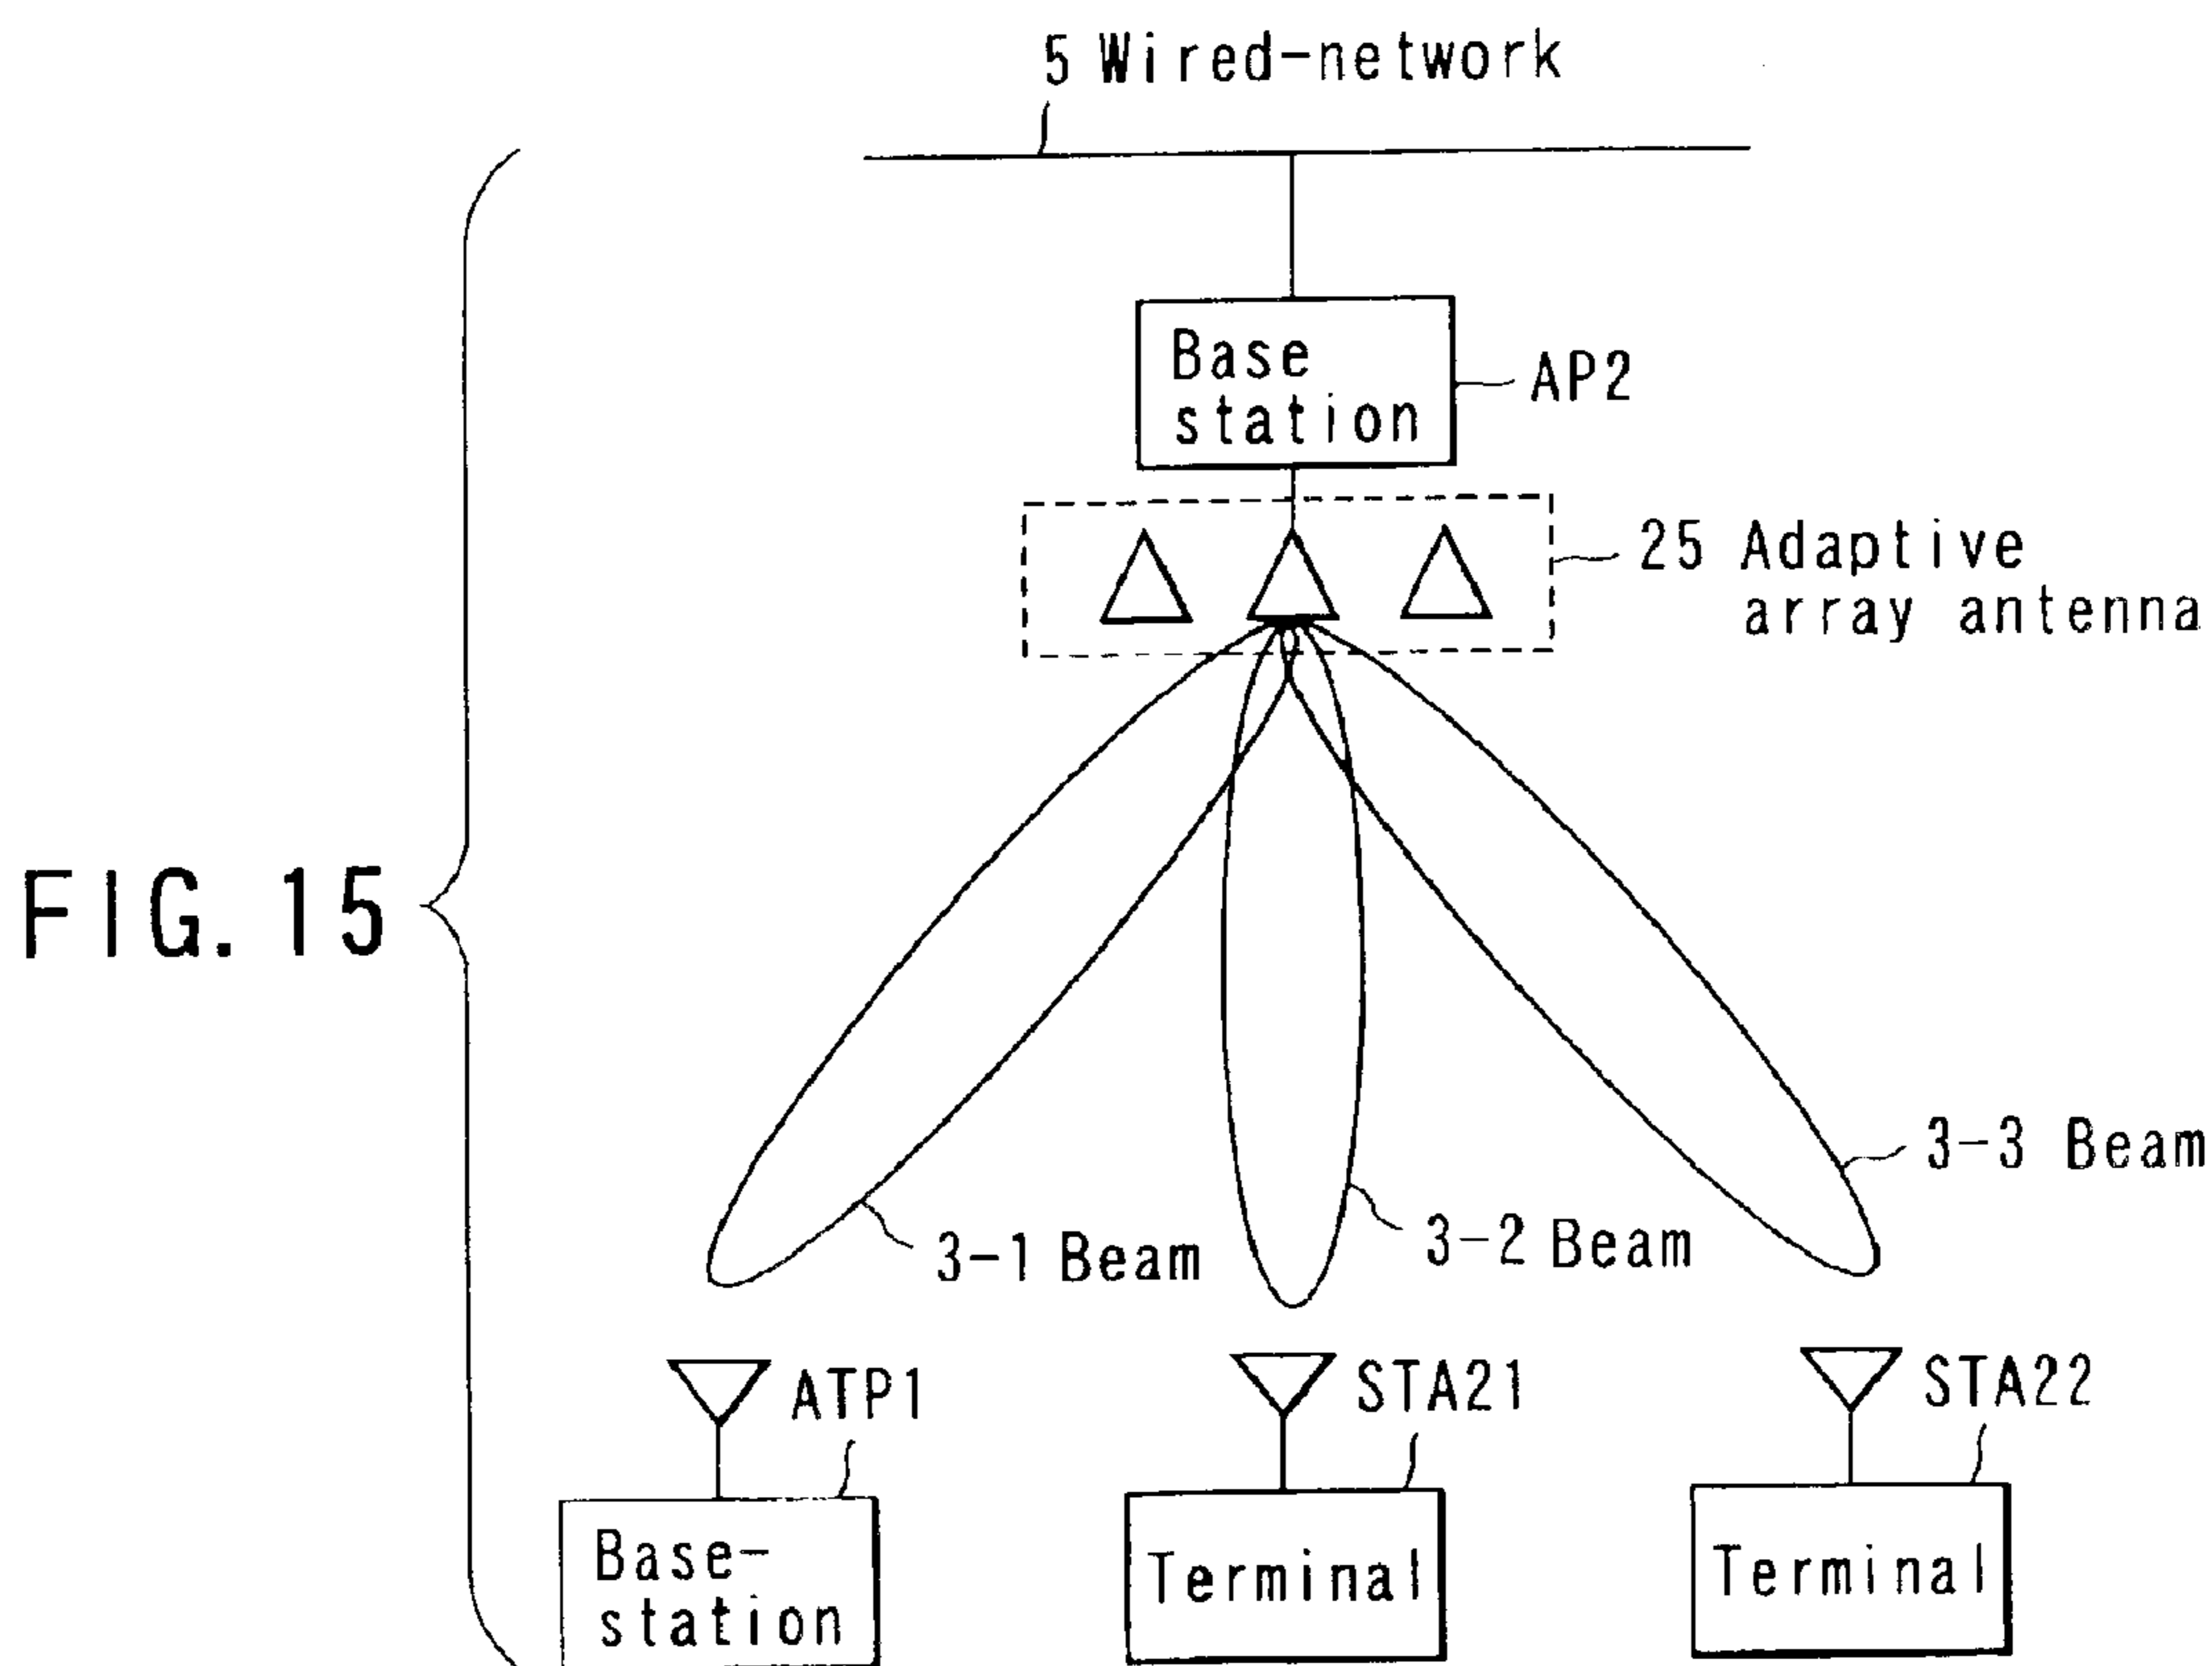 5 Wired-network
Base
station
AP2
25 Adaptive
array antenna
FIG. 15
3-1 Beam
3-2 Beam
3-3 Beam
ATP1
STA21
STA22
Base-
station
Terminal
Terminal